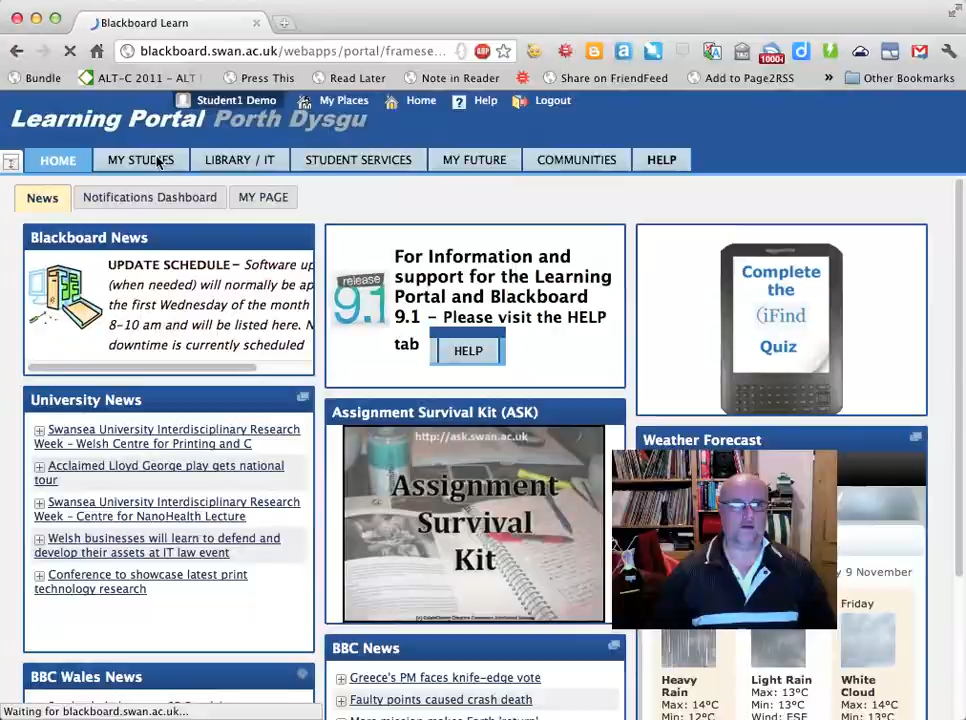 Blackboard Learn
blackboard.swan.ac.uk/webapps/portal/framese...
Bundle
ALT-C 2011 – ALT
Press This
Read Later
Note in Reader
Share on FriendFeed
Add to Page2RSS
»
Other Bookmarks
Student1 Demo
My Places
Home
Help
Logout
Learning Portal Porth Dysgu
HOME
MY STUDIES
LIBRARY / IT
STUDENT SERVICES
MY FUTURE
COMMUNITIES
HELP
News
Notifications Dashboard
MY PAGE
Blackboard News
UPDATE SCHEDULE– Software up
(when needed) will normally be ap
the first Wednesday of the month
8–10 am and will be listed here. N
downtime is currently scheduled
University News
Swansea University Interdisciplinary Research
Week – Welsh Centre for Printing and C
Acclaimed Lloyd George play gets national
tour
Swansea University Interdisciplinary Research
Week – Centre for NanoHealth Lecture
Welsh businesses will learn to defend and
develop their assets at IT law event
Conference to showcase latest print
technology research
BBC Wales News
release
9.1
For Information and
support for the Learning
Portal and Blackboard
9.1 – Please visit the HELP
tab
HELP
Assignment Survival Kit (ASK)
http://ask.swan.ac.uk
Assignment
Survival
Kit
BBC News
Greece's PM faces knife-edge vote
Faulty points caused crash death
Complete
the
(iFind
Quiz
Weather Forecast
y 9 November
Friday
Heavy
Rain
Max: 14°C
Min: 12°C
Light Rain
Max: 13°C
Wind: ESE
White
Cloud
Max: 13°C
Min: 10°C
Waiting for blackboard.swan.ac.uk...